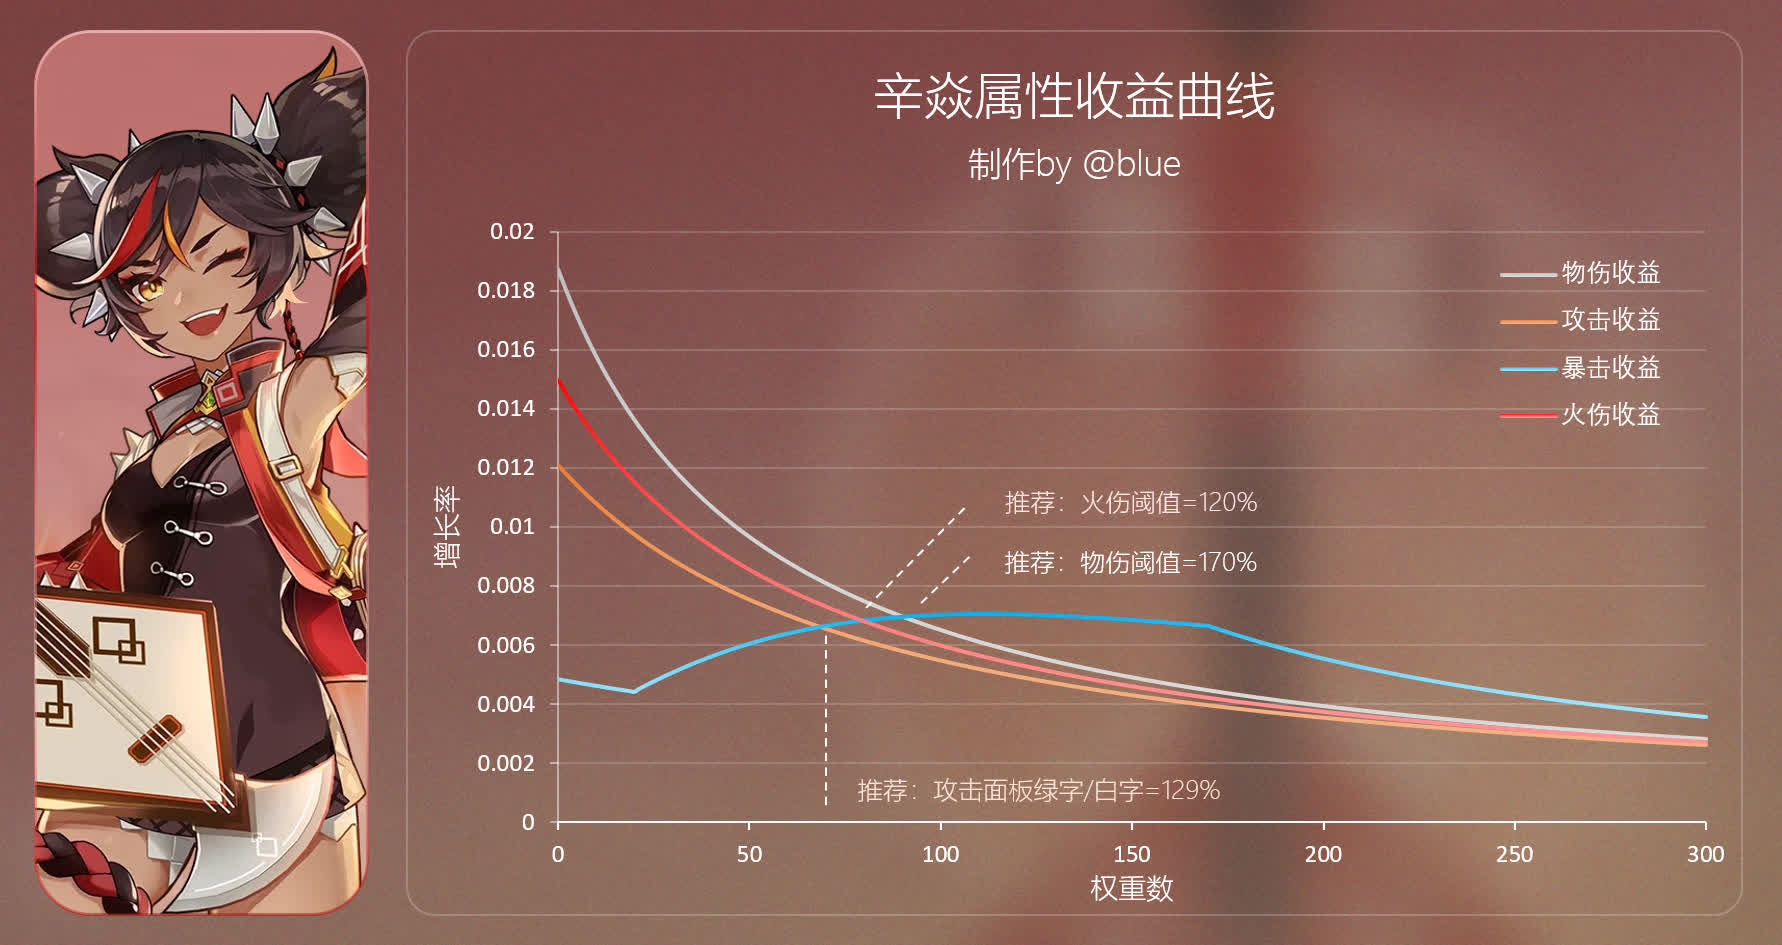 辛焱属性收益曲线
制作by @blue
0.02
0.018
0.016
0.014
0.012
0.01
0.008
0.006
0.004
0.002
0
增长率
物伤收益
攻击收益
暴击收益
火伤收益
推荐：火伤阈值=120%
推荐：物伤阈值=170%
推荐：攻击面板绿字/白字=129%
0 50 100 150 200 250 300
权重数